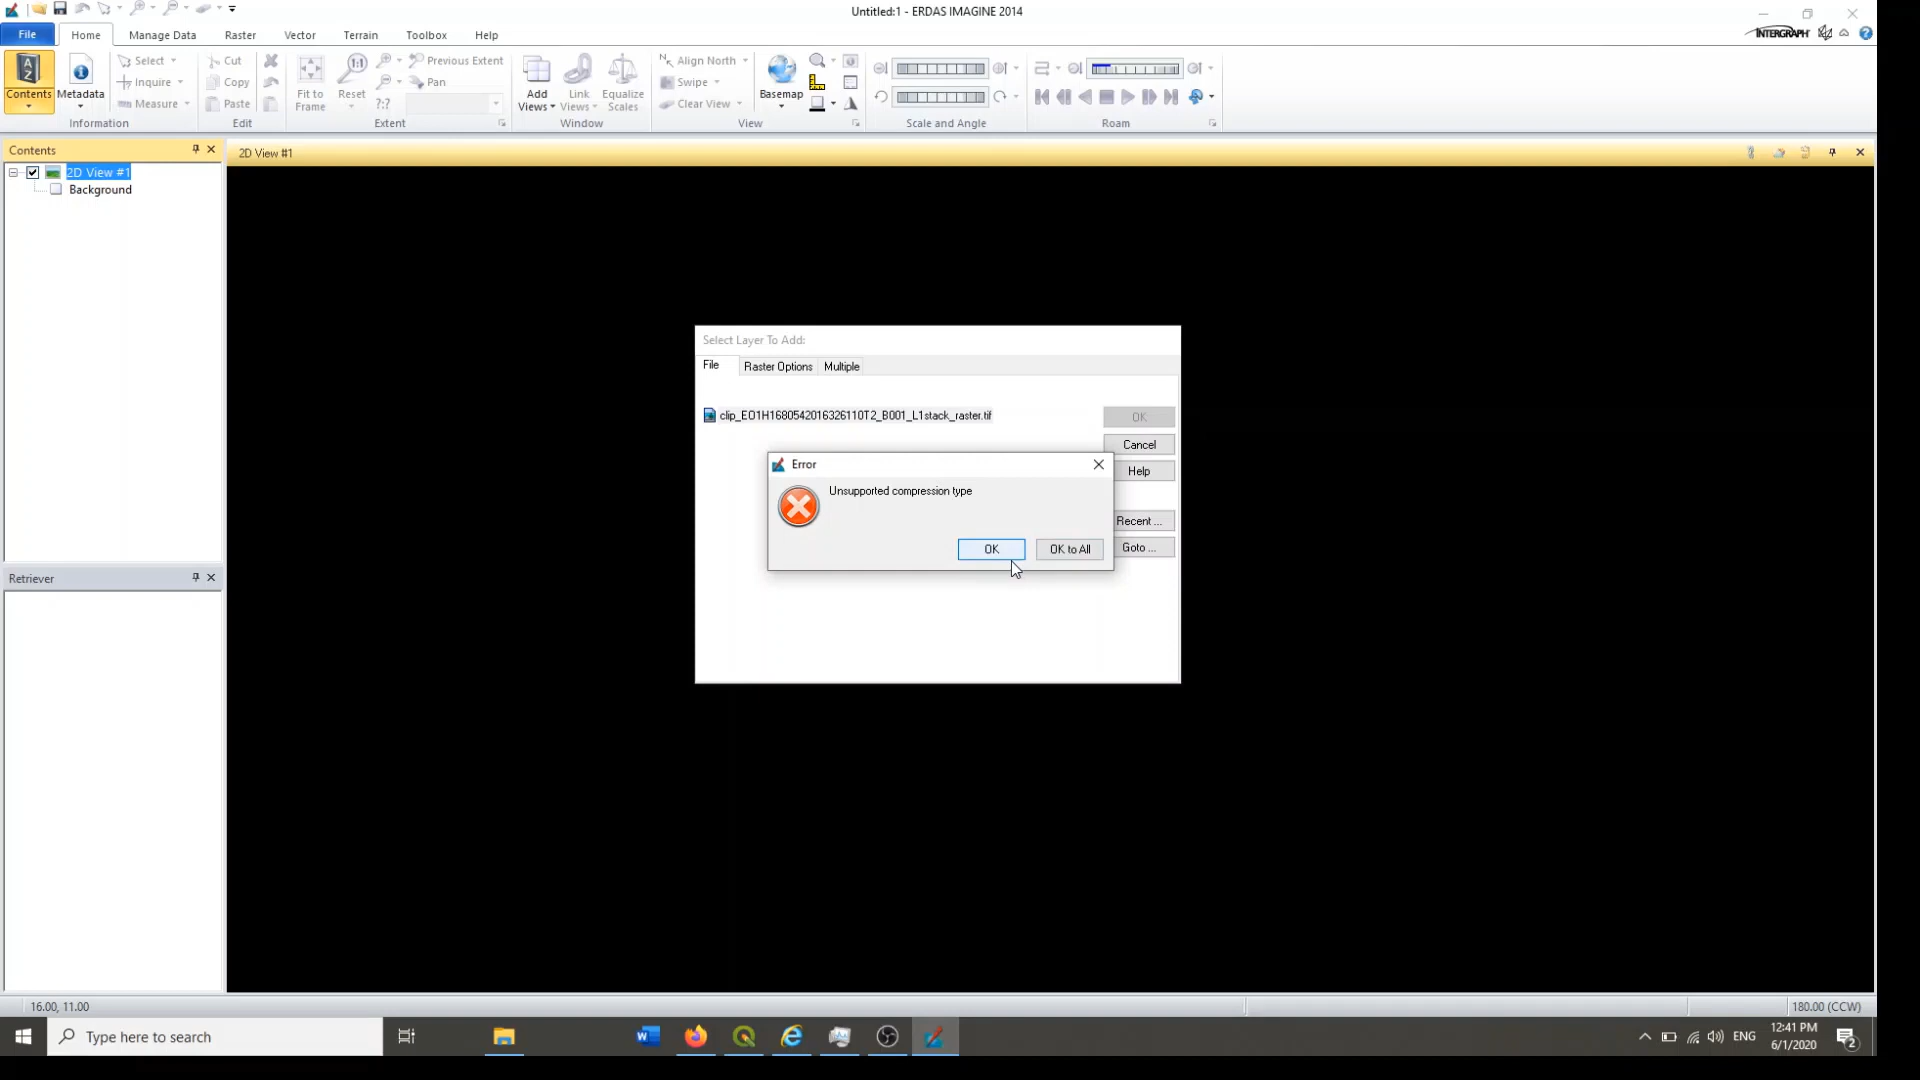 Untitled:1 - ERDAS IMAGINE 2014
File Home Manage Data Raster Vector Terrain Toolbox Help
INTERGRAPH
Contents
Metadata
Information
Select
Inquire
Measure
Cut
Copy
Paste
Edit
Fit to
Frame
1:1
Reset
?:?
Previous Extent
Pan
Extent
Add
Views
Link
Views
Equalize
Scales
Window
Align North
Swipe
Clear View
Basemap
View
Scale and Angle
Roam
Contents
2D View #1
2D View #1
Background
Select Layer To Add:
File Raster Options Multiple
clip_EO1H1680542016326110T2_B001_L1stack_raster.tif
OK
Cancel
Help
Recent ...
Goto ...
Error
Unsupported compression type
OK OK to All
Retriever
16.00, 11.00
180.00 (CCW)
Type here to search
ENG
12:41 PM
6/1/2020
2